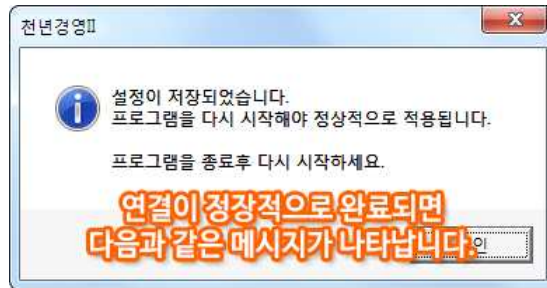 천년경영Ⅱ
설정이 저장되었습니다.
프로그램을 다시 시작해야 정상적으로 적용됩니다.
프로그램을 종료후 다시 시작하세요.
연결이 정장적으로 완료되면
다음과 같은 메시지가 나타납니다.